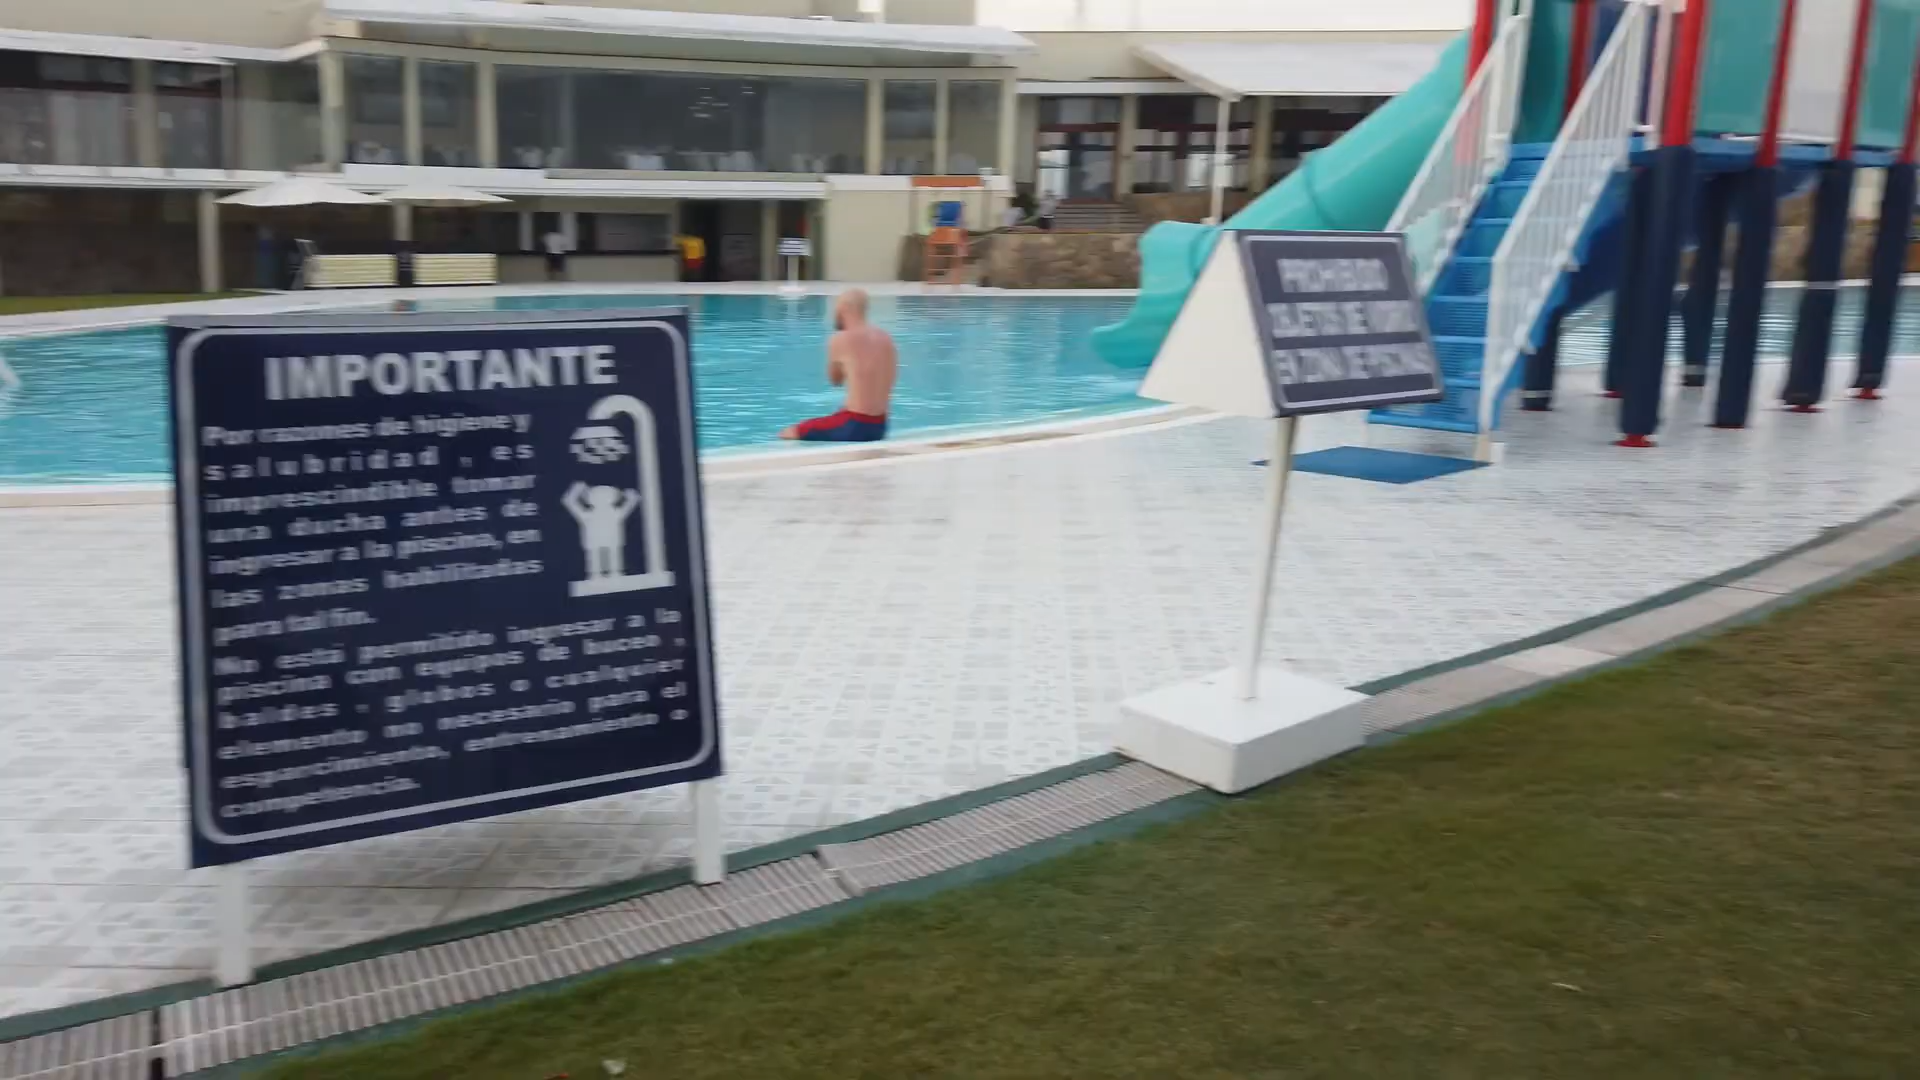 IMPORTANTE
Por razones de higiene y
salubridad , es
imprescindible tomar
una ducha antes de
ingresar a la piscina, en
las zonas habilitadas
para tal fin.
No está permitido ingresar a la
piscina con equipos de buceo ,
baldes , globos o cualquier
elemento no necesario para el
esparcimiento, entrenamiento o
competencia.
PROHIBIDO
OBJETOS DE VIDRIO
EN ZONA DE PISCINAS